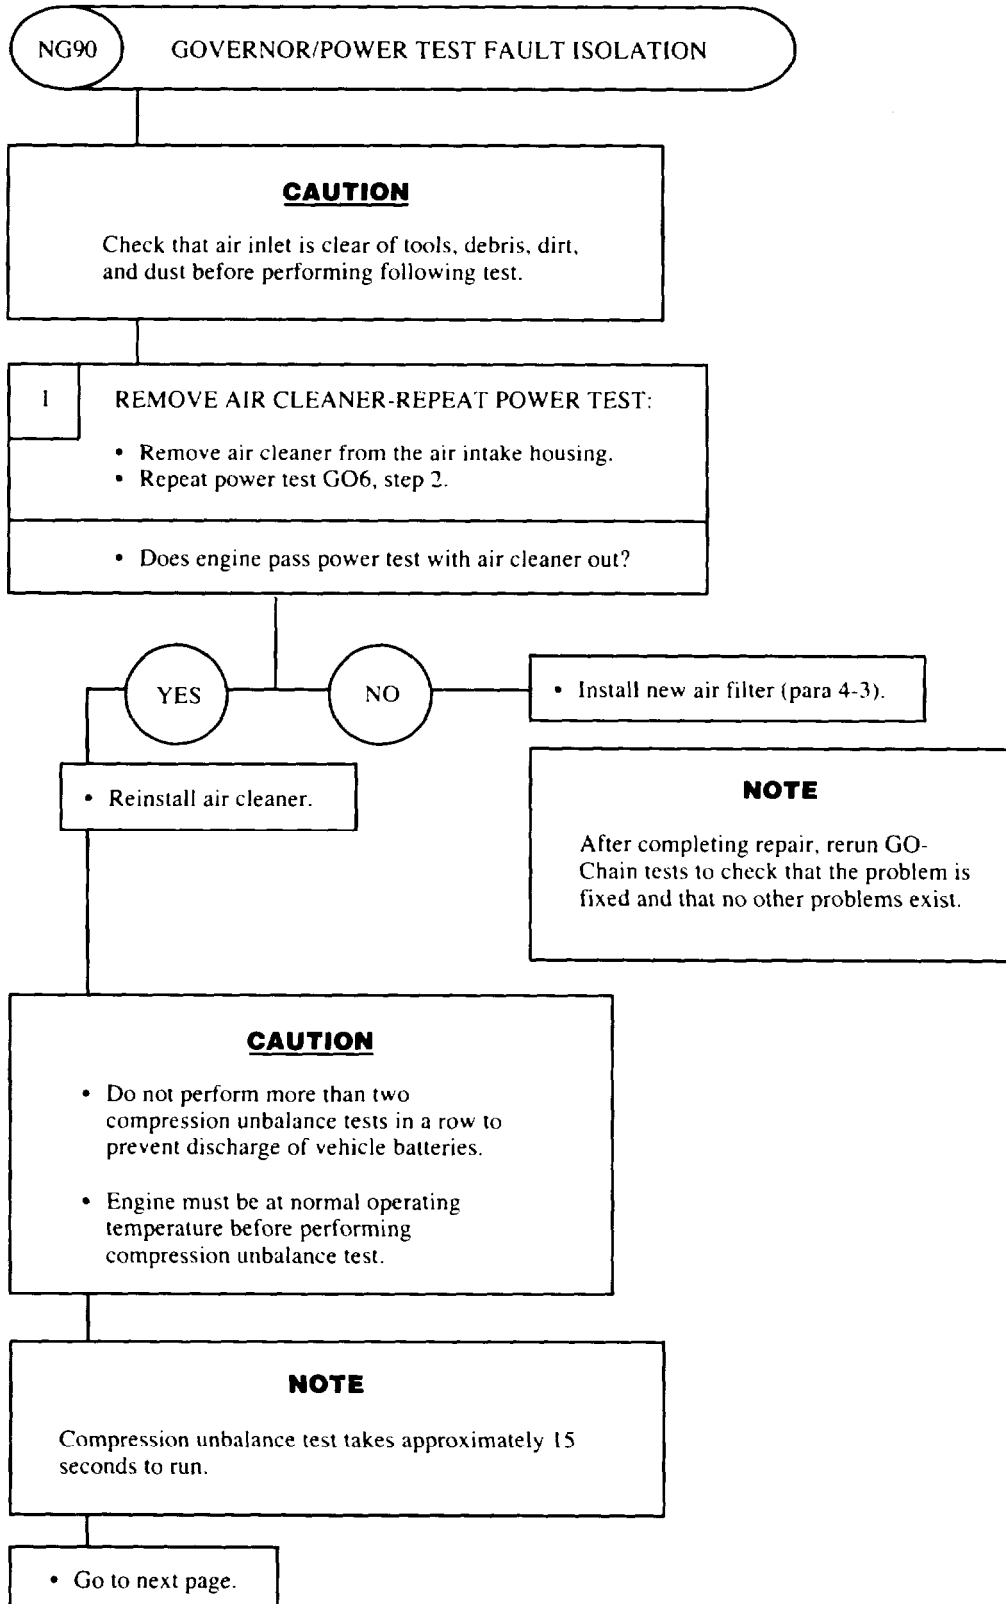 NG90
GOVERNOR/POWER TEST FAULT ISOLATION
CAUTION
Check that air inlet is clear of tools, debris, dirt,
and dust before performing following test.
1
REMOVE AIR CLEANER-REPEAT POWER TEST:
• Remove air cleaner from the air intake housing.
• Repeat power test GO6, step 2.
• Does engine pass power test with air cleaner out?
YES
NO
• Install new air filter (para 4-3).
• Reinstall air cleaner.
NOTE
After completing repair, rerun GO-
Chain tests to check that the problem is
fixed and that no other problems exist.
CAUTION
• Do not perform more than two
compression unbalance tests in a row to
prevent discharge of vehicle batteries.
• Engine must be at normal operating
temperature before performing
compression unbalance test.
NOTE
Compression unbalance test takes approximately 15
seconds to run.
• Go to next page.